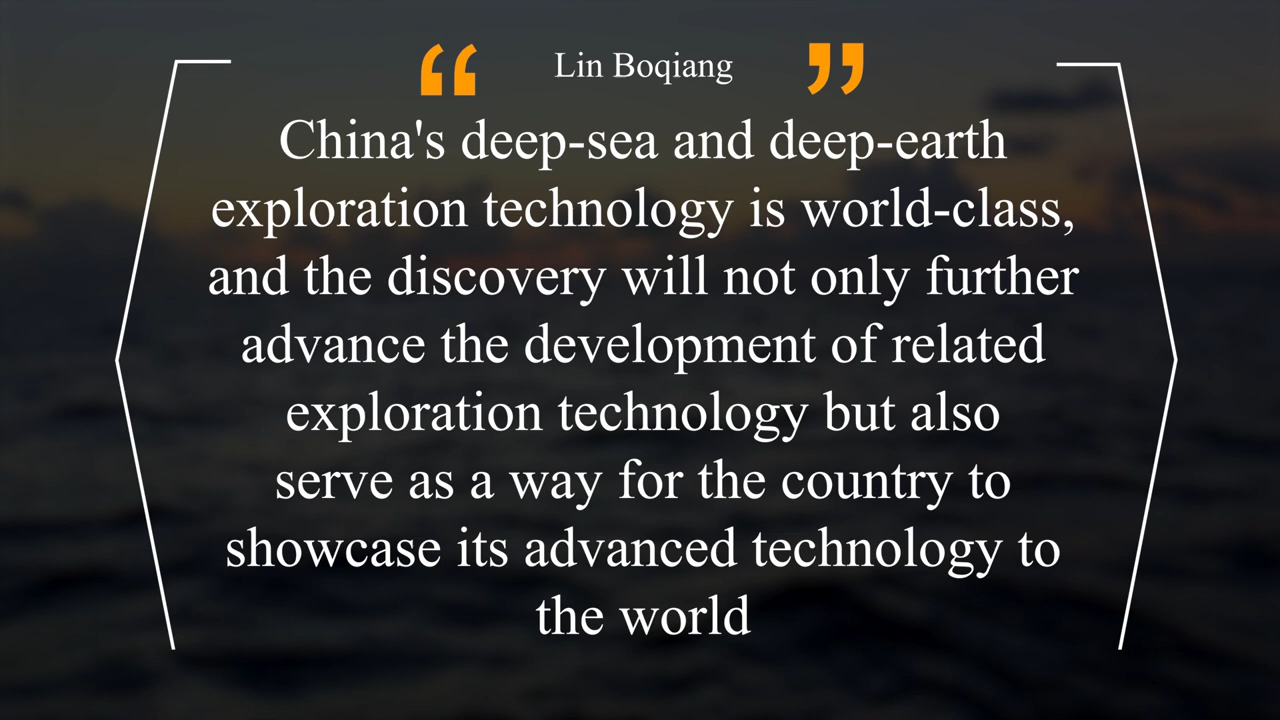 “ Lin Boqiang ”
China's deep-sea and deep-earth
exploration technology is world-class,
and the discovery will not only further
advance the development of related
exploration technology but also
serve as a way for the country to
showcase its advanced technology to
the world